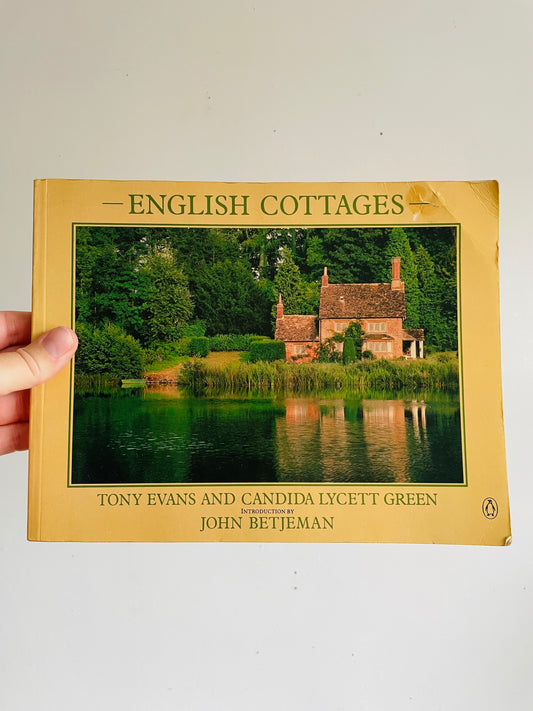 ENGLISH COTTAGES
TONY EVANS AND CANDIDA LYCETT GREEN
INTRODUCTION BY
JOHN BETJEMAN